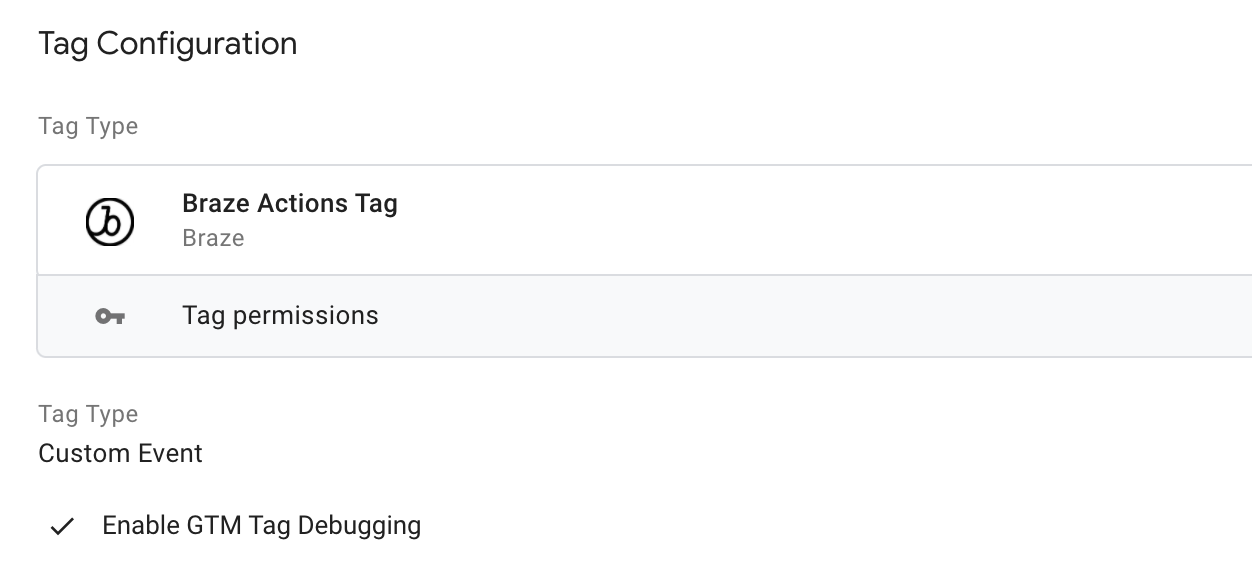 Tag Configuration
Tag Type
Braze Actions Tag
Braze
Tag permissions
Tag Type
Custom Event
Enable GTM Tag Debugging